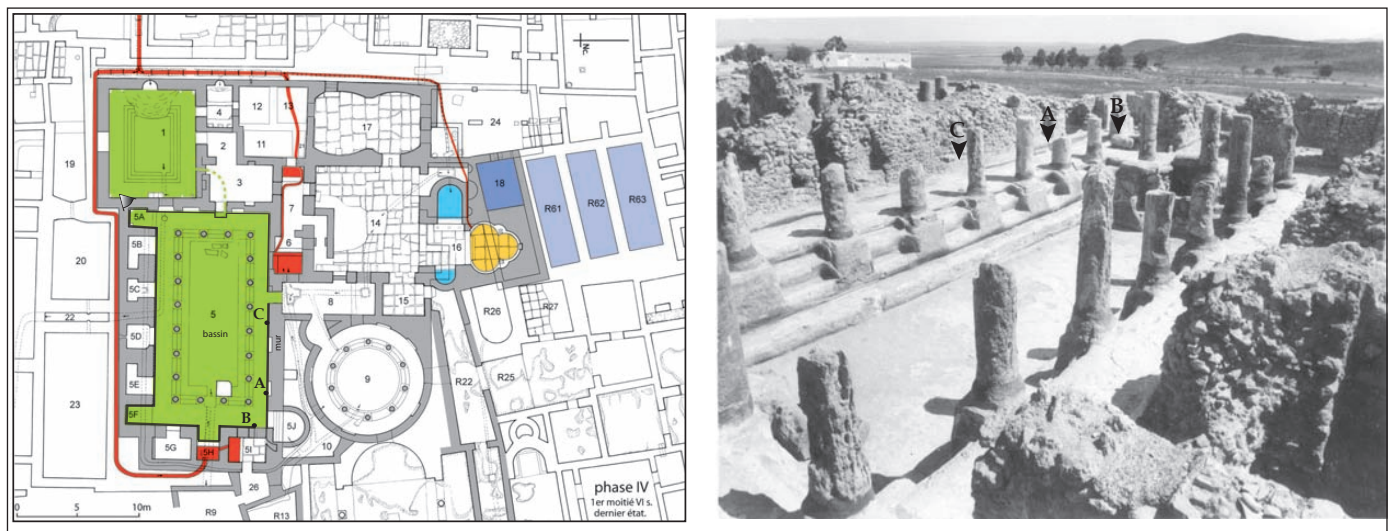 1
2
3
4
12
13
11
17
24
19
18
R61
R62
R63
5A
7
14
16
5B
6
20
5C
8
15
C
5
bassin
22
mur
R26
R27
5D
9
5E
A
R22
R25
23
5F
B
5J
5G
5H
5I
10
26
R9
R13
phase IV
1er moitié VI s.
dernier état.
0
5
10m
C
A
B